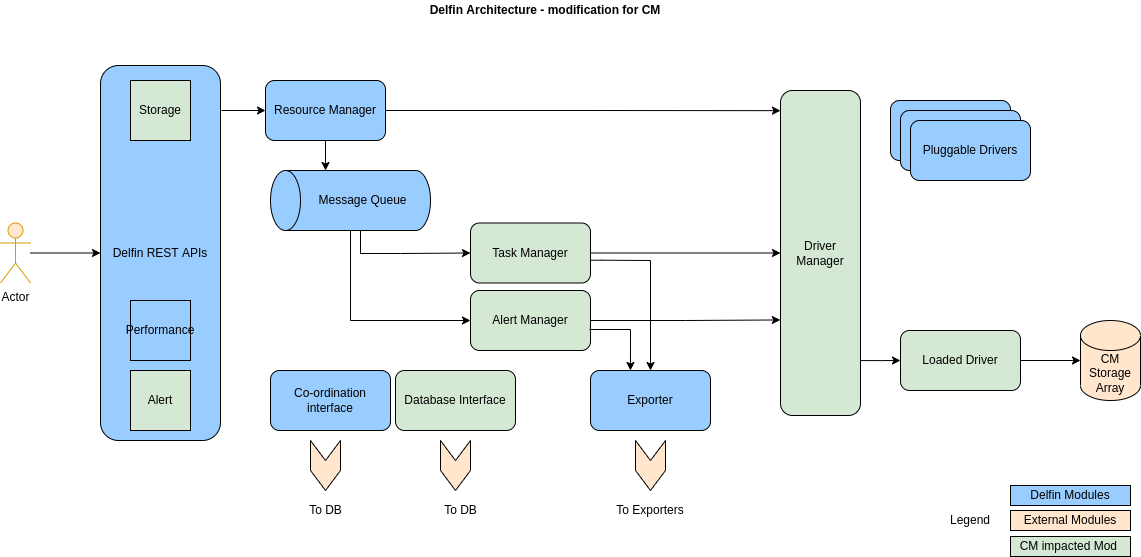 Delfin Architecture - modification for CM
Storage
Resource Manager
Pluggable Drivers
Message Queue
Actor
Delfin REST APIs
Task Manager
Driver
Manager
Performance
Alert Manager
Loaded Driver
CM
Storage
Array
Alert
Co-ordination
interface
Database Interface
Exporter
To DB
To DB
To Exporters
Legend
Delfin Modules
External Modules
CM impacted Mod